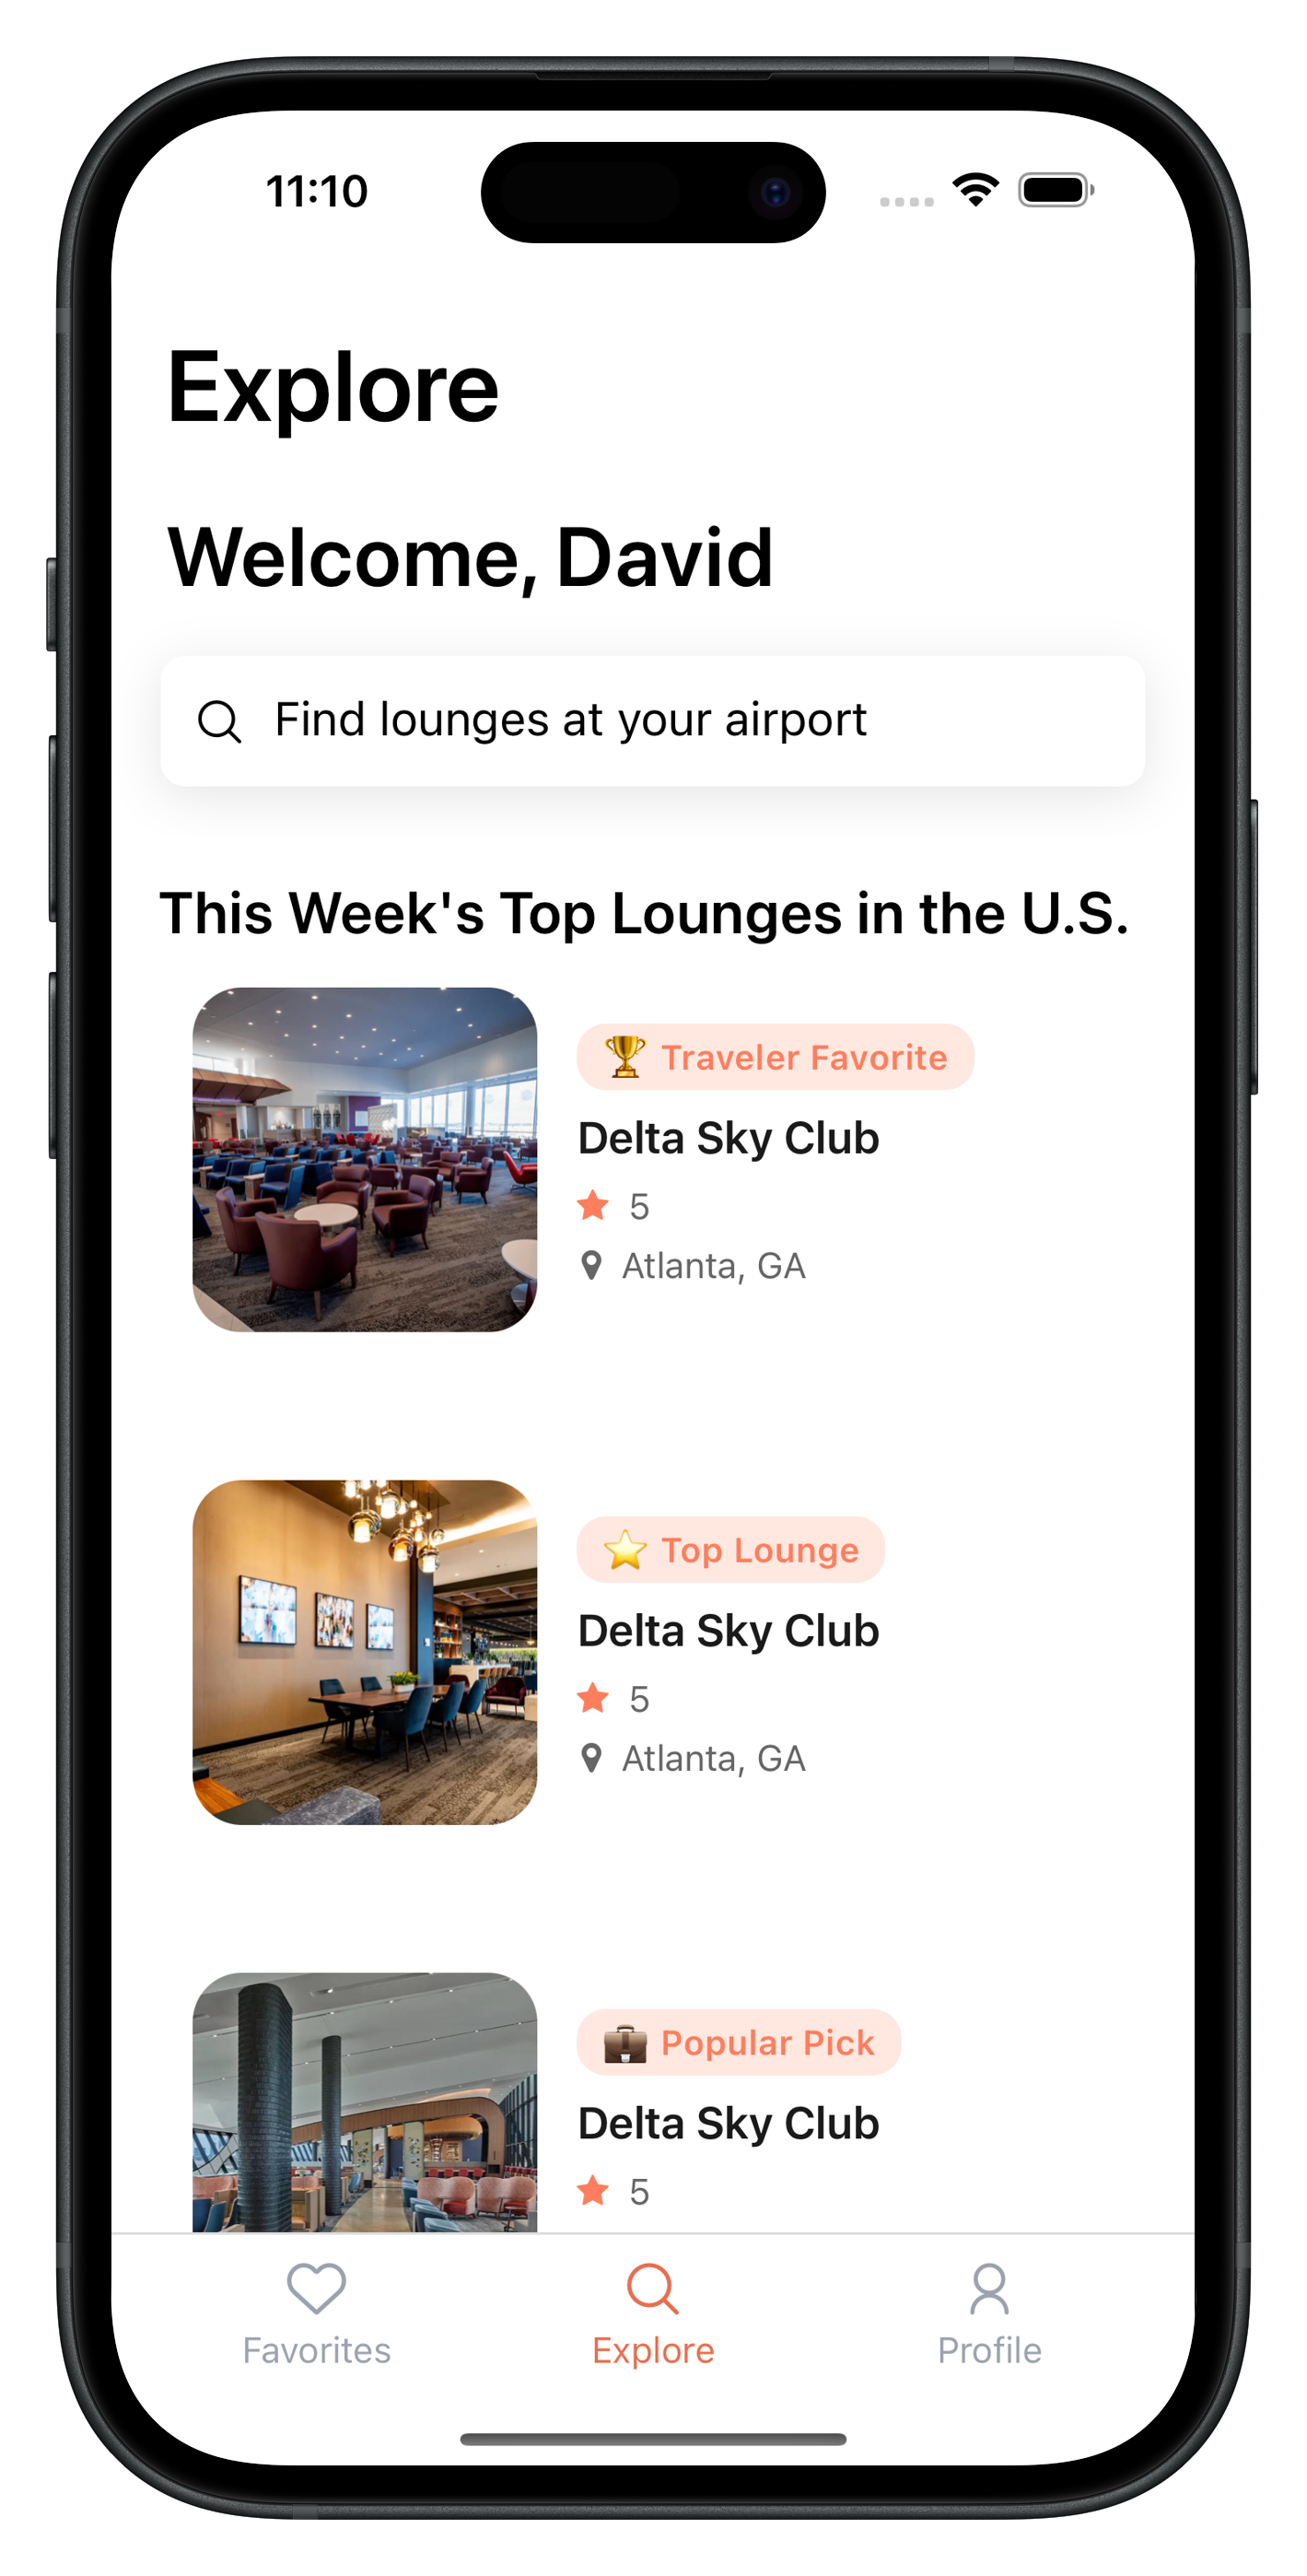 11:10
Explore
Welcome, David
Find lounges at your airport
This Week's Top Lounges in the U.S.
🏆 Traveler Favorite
Delta Sky Club
5
Atlanta, GA
⭐ Top Lounge
Delta Sky Club
5
Atlanta, GA
💼 Popular Pick
Delta Sky Club
5
Favorites
Explore
Profile